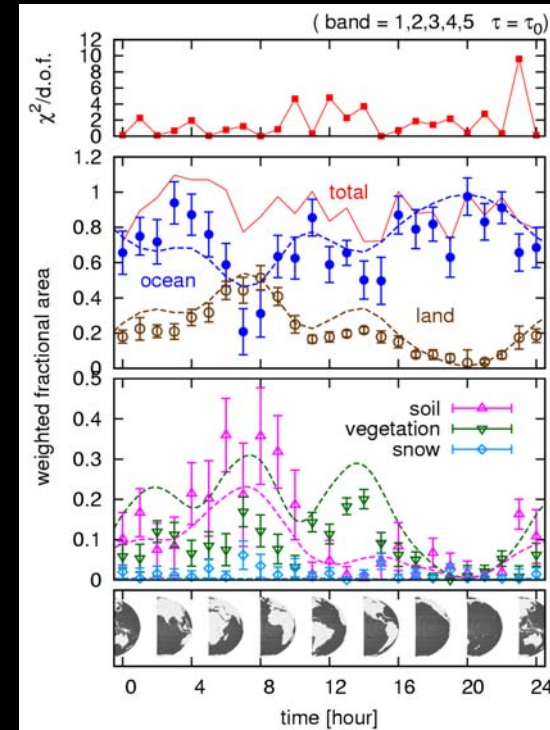 ( band = 1,2,3,4,5 τ = τ₀)
χ²/d.o.f.
12
10
8
6
4
2
0
weighted fractional area
1.2
1
0.8
0.6
0.4
0.2
0
total
ocean
land
0.5
0.4
0.3
0.2
0.1
0
soil
vegetation
snow
0 4 8 12 16 20 24
time [hour]